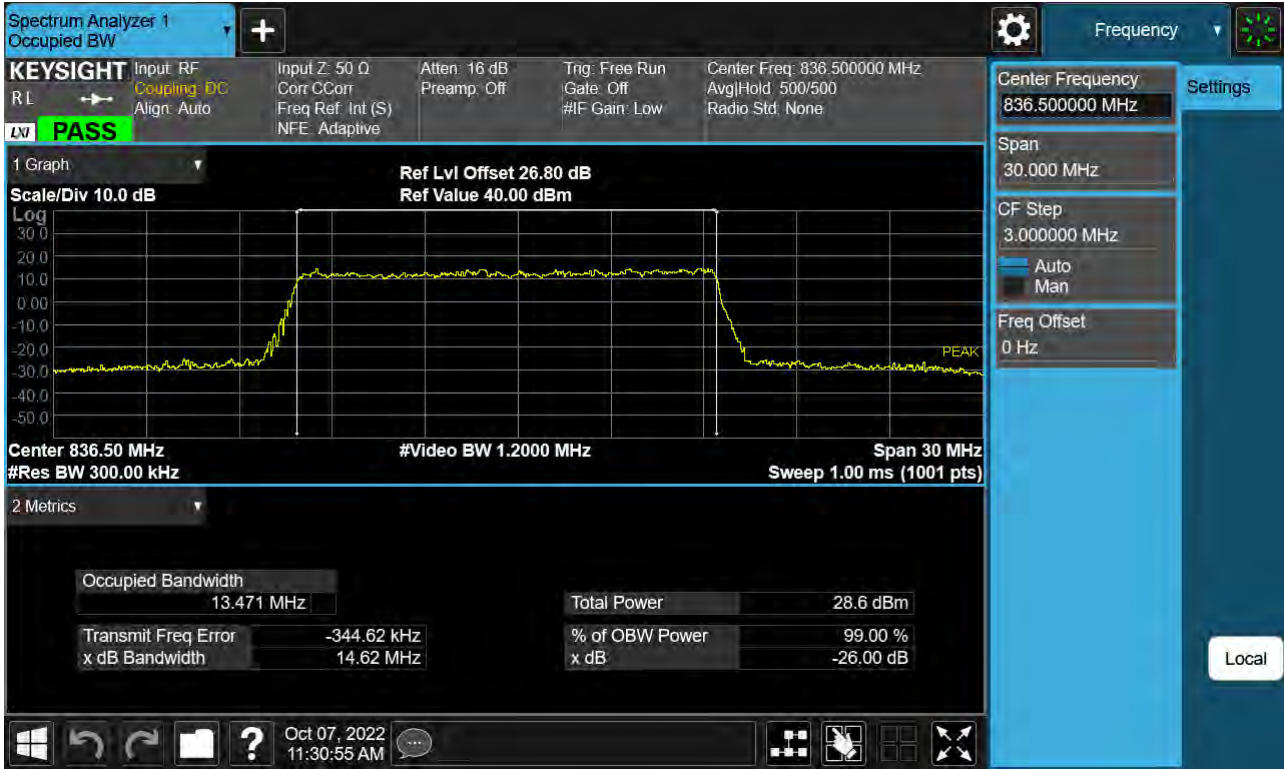 Spectrum Analyzer 1
Occupied BW
+
Frequency
KEYSIGHT
RL
LXI
PASS
Input: RF
Coupling: DC
Align: Auto
Input Z: 50 Ω
Corr CCorr
Freq Ref: Int (S)
NFE: Adaptive
Atten: 16 dB
Preamp: Off
Trig: Free Run
Gate: Off
#IF Gain: Low
Center Freq: 836.500000 MHz
Avg|Hold: 500/500
Radio Std: None
Center Frequency
836.500000 MHz
Settings
Span
30.000 MHz
CF Step
3.000000 MHz
Auto
Man
Freq Offset
0 Hz
Local
1 Graph
Scale/Div 10.0 dB
Ref Lvl Offset 26.80 dB
Ref Value 40.00 dBm
Log
30.0
20.0
10.0
0.00
-10.0
-20.0
-30.0
-40.0
-50.0
PEAK
Center 836.50 MHz
#Video BW 1.2000 MHz
Span 30 MHz
#Res BW 300.00 kHz
Sweep 1.00 ms (1001 pts)
2 Metrics
Occupied Bandwidth
13.471 MHz
Total Power 28.6 dBm
Transmit Freq Error -344.62 kHz
% of OBW Power 99.00 %
x dB Bandwidth 14.62 MHz
x dB -26.00 dB
?
Oct 07, 2022
11:30:55 AM